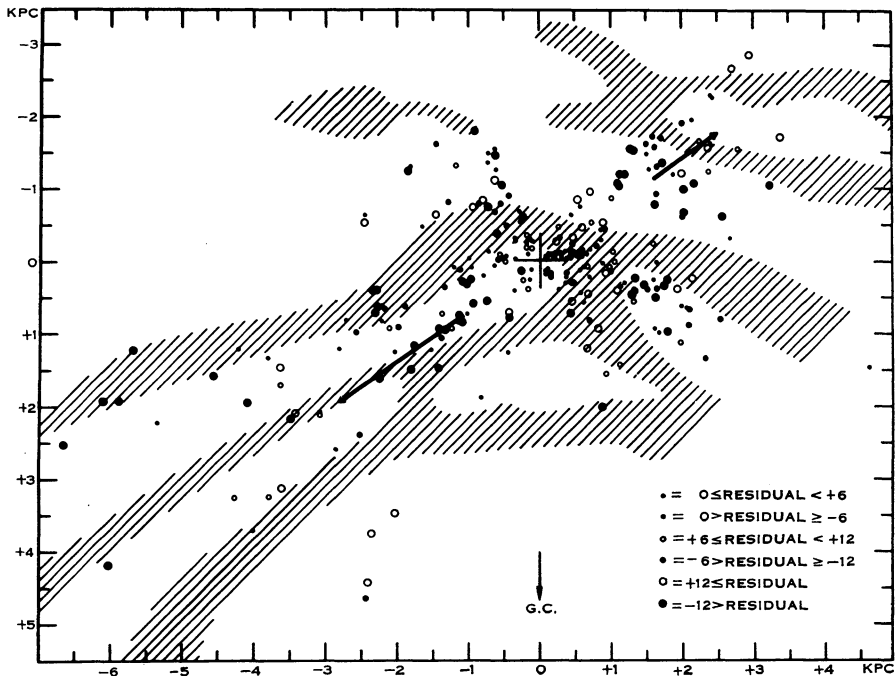 KPC
-3
-2
-1
0
+1
+2
+3
+4
+5
• = 0≤RESIDUAL < +6
• = 0>RESIDUAL ≥ -6
o = +6≤RESIDUAL < +12
● = -6>RESIDUAL ≥ -12
O = +12≤RESIDUAL
● = -12>RESIDUAL
G.C.
-6 -5 -4 -3 -2 -1 0 +1 +2 +3 +4 KPC